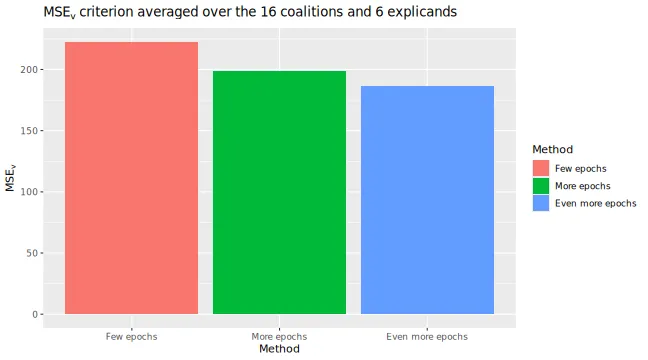 MSEv criterion averaged over the 16 coalitions and 6 explicands
200
150
100
50
0
MSEv
Few epochs
More epochs
Even more epochs
Method
Method
Few epochs
More epochs
Even more epochs